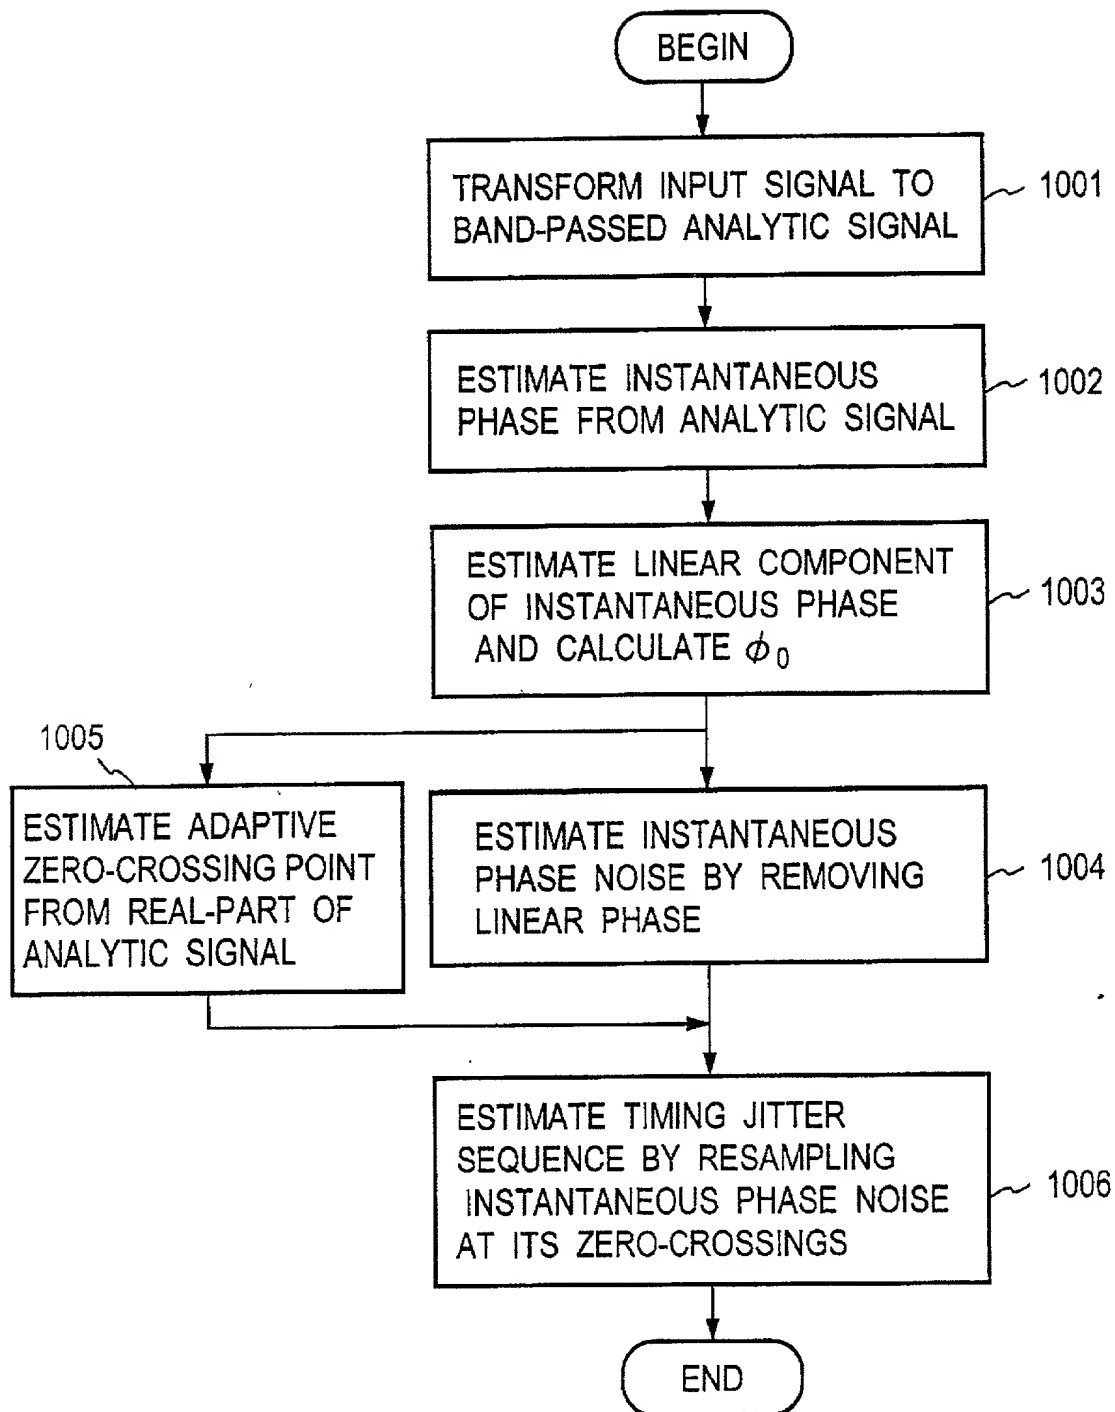 BEGIN
TRANSFORM INPUT SIGNAL TO
BAND-PASSED ANALYTIC SIGNAL
1001
ESTIMATE INSTANTANEOUS
PHASE FROM ANALYTIC SIGNAL
1002
ESTIMATE LINEAR COMPONENT
OF INSTANTANEOUS PHASE
AND CALCULATE ϕ₀
1003
1005
ESTIMATE ADAPTIVE
ZERO-CROSSING POINT
FROM REAL-PART OF
ANALYTIC SIGNAL
ESTIMATE INSTANTANEOUS
PHASE NOISE BY REMOVING
LINEAR PHASE
1004
ESTIMATE TIMING JITTER
SEQUENCE BY RESAMPLING
INSTANTANEOUS PHASE NOISE
AT ITS ZERO-CROSSINGS
1006
END